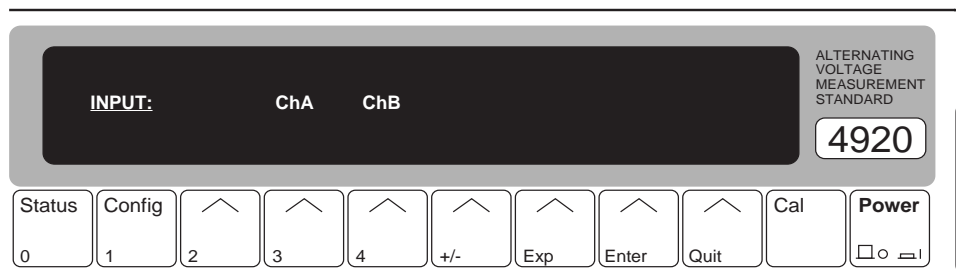 ALTERNATING
VOLTAGE
MEASUREMENT
STANDARD
INPUT: ChA ChB
4920
Status Config Cal Power
0 1 2 3 4 +/- Exp Enter Quit